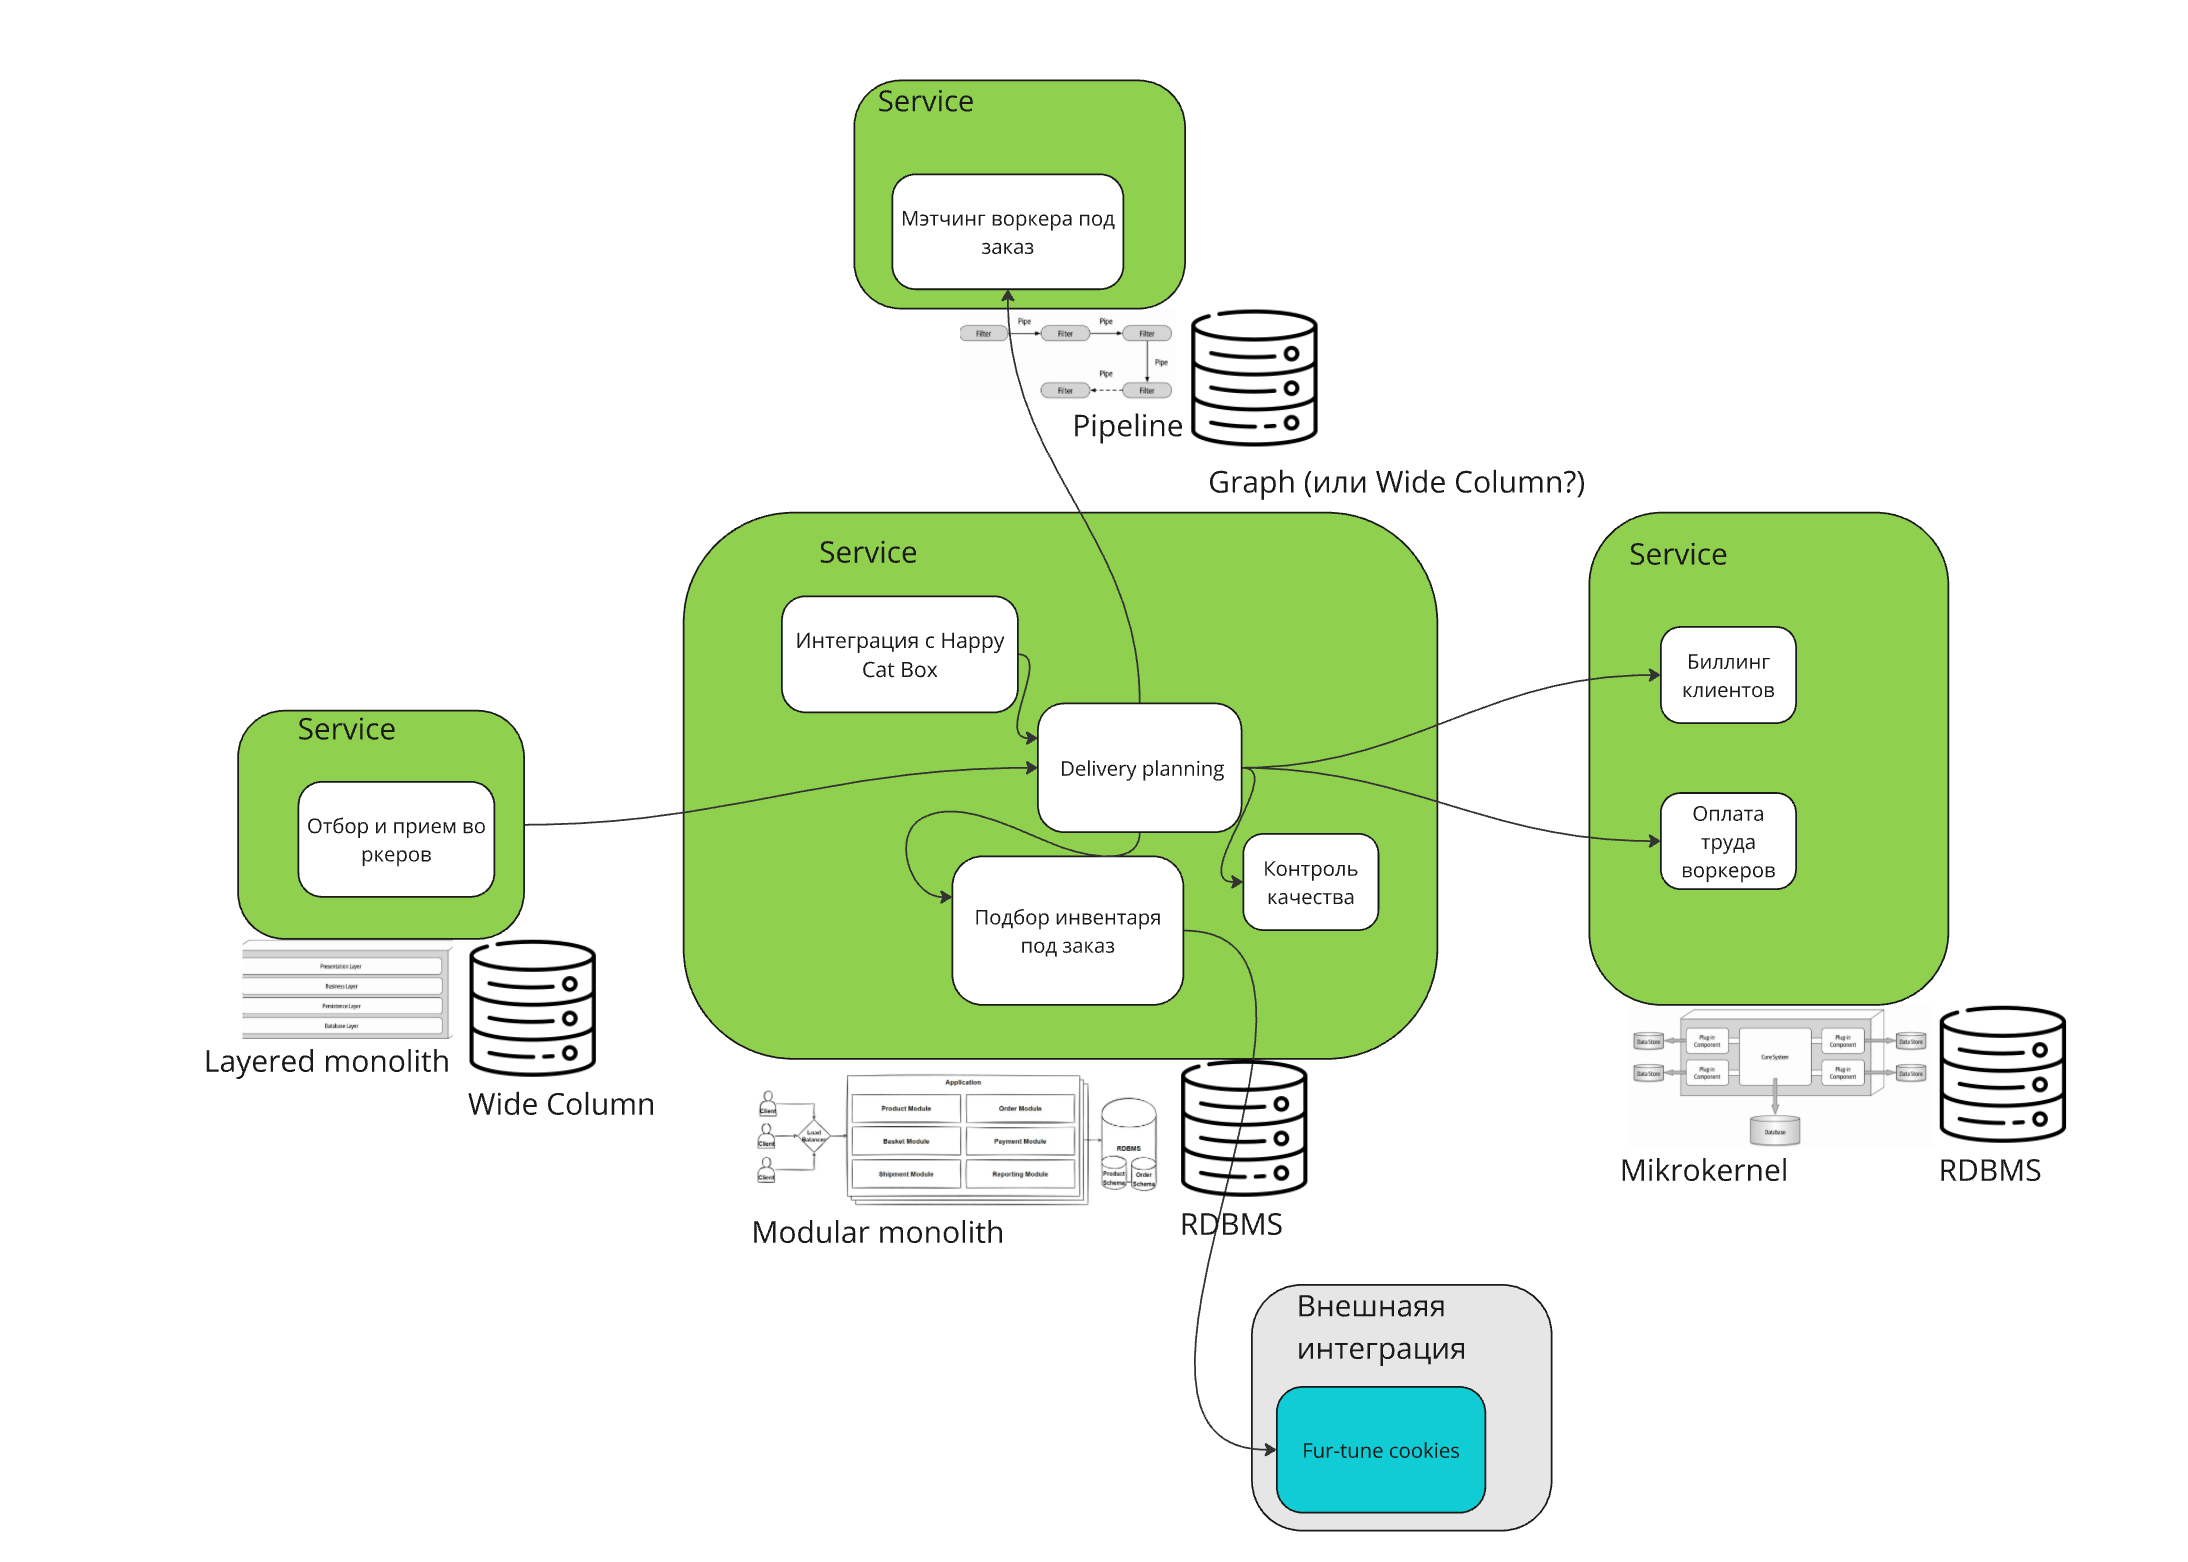 Service
Мэтчинг воркера под
заказ
Filter
Pipe
Filter
Pipe
Filter
Pipe
Filter
Pipe
Filter
Pipeline
Graph (или Wide Column?)
Service
Интеграция с Happy
Cat Box
Delivery planning
Подбор инвентаря
под заказ
Контроль
качества
Service
Биллинг
клиентов
Оплата
труда
воркеров
Service
Отбор и прием во
ркеров
Presentation Layer
Business Layer
Persistence Layer
Database Layer
Layered monolith
Wide Column
Client
Client
Client
Load
Balancer
Application
Product Module
Order Module
Basket Module
Payment Module
Shipment Module
Reporting Module
RDBMS
Product
Schema
Order
Schema
Modular monolith
RDBMS
Data Store
Plug-in
Component
Core System
Plug-in
Component
Data Store
Data Store
Plug-in
Component
Plug-in
Component
Data Store
Database
Mikrokernel
RDBMS
Внешнаяя
интеграция
Fur-tune cookies